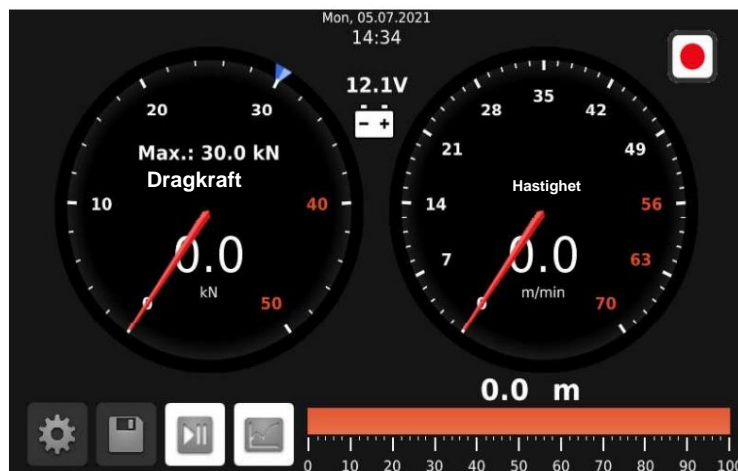 Mon, 05.07.2021
14:34
12.1V
- +
20 30
Max.: 30.0 kN
Dragkraft
10 40
0.0
kN
0 50
35
28 42
21 49
Hastighet
14 56
0.0
7 63
m/min
0 70
0.0 m
0 10 20 30 40 50 60 70 80 90 100